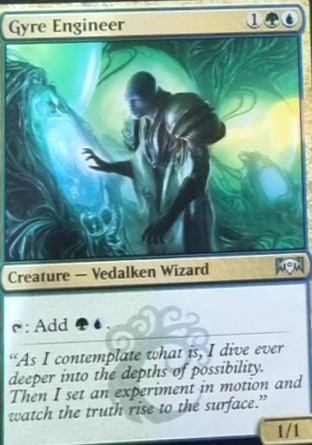 Gyre Engineer 1
Creature — Vedalken Wizard
: Add .
“As I contemplate what is, I dive ever
deeper into the depths of possibility.
Then I set an experiment in motion and
watch the truth rise to the surface.”
1/1